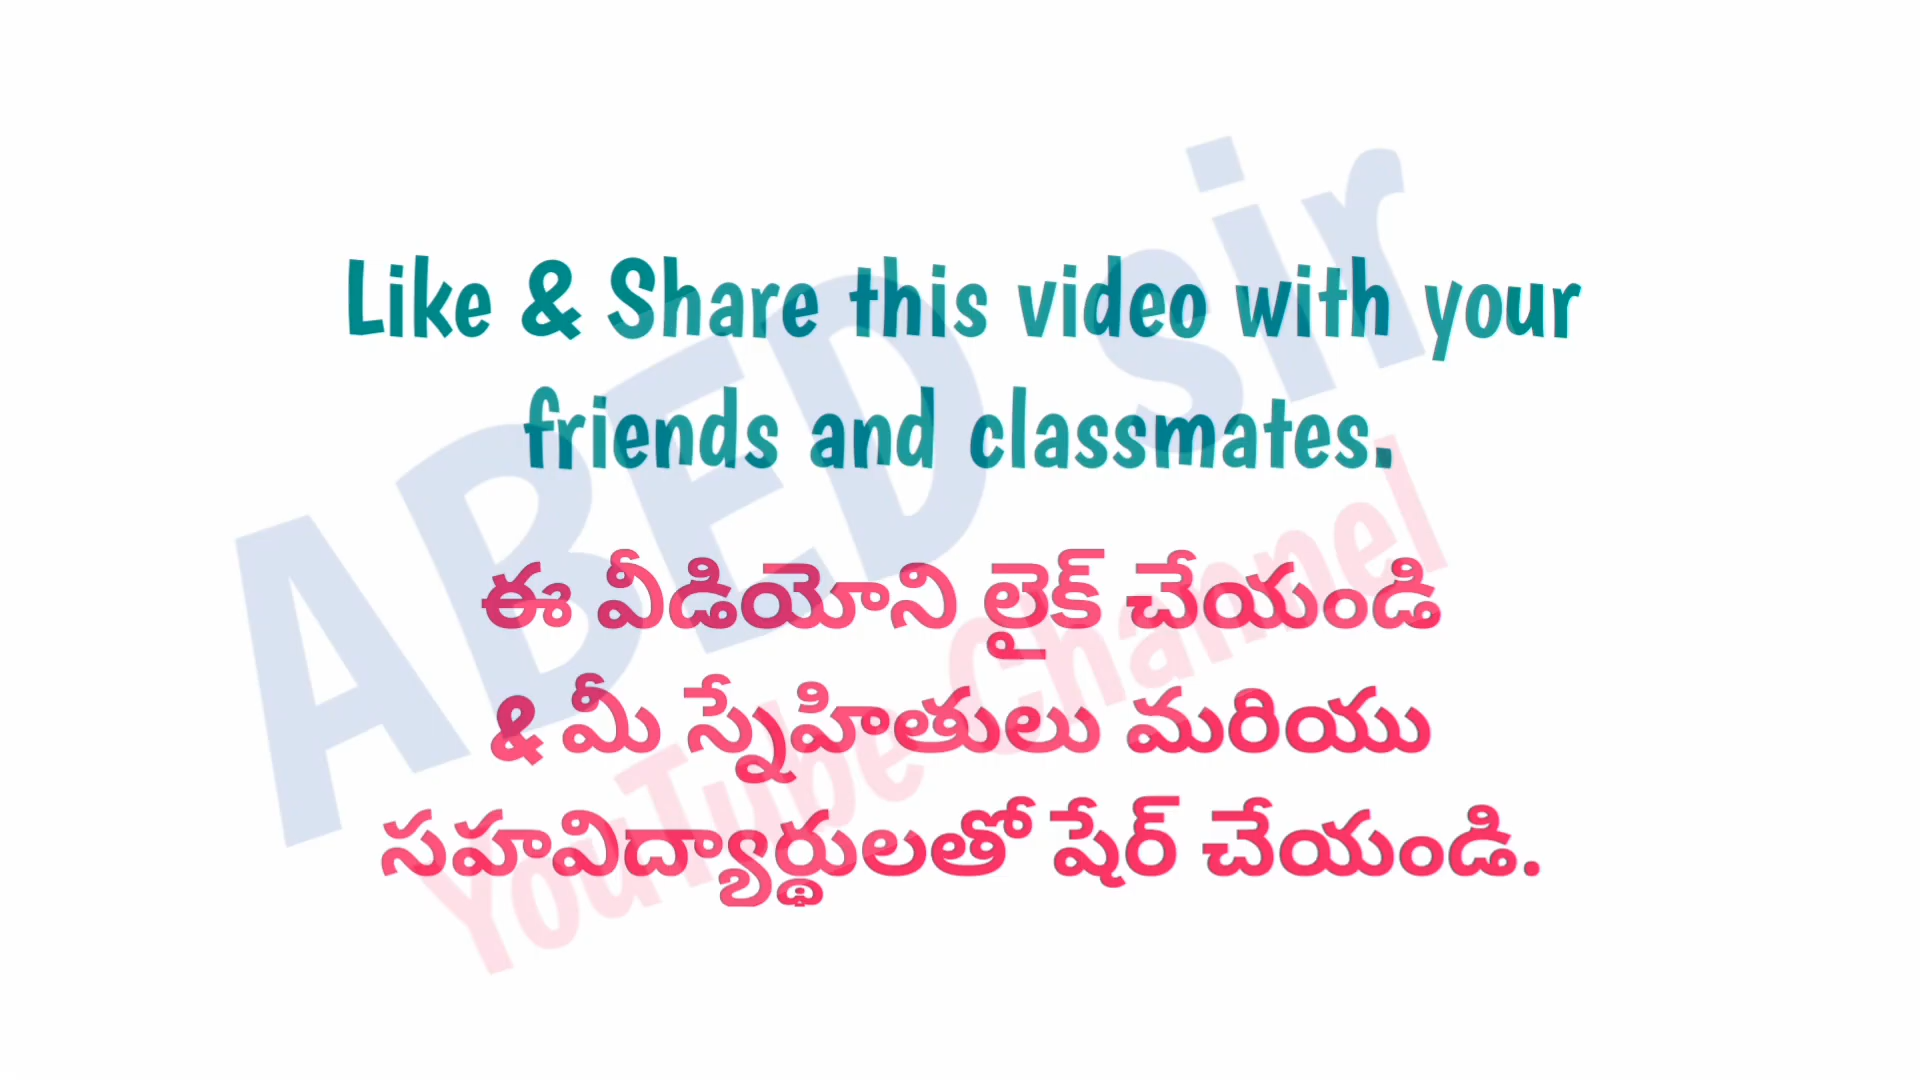 Like & Share this video with your
friends and classmates.
ఈ వీడియోని లైక్ చేయండి
& మీ స్నేహితులు మరియు
సహవిద్యార్థులతో షేర్ చేయండి.
ABED sir
YouTube Channel